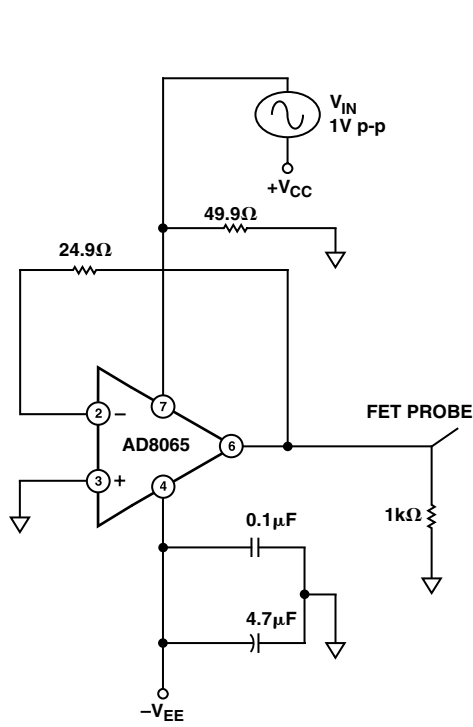 V_IN
1V p-p
+V_CC
49.9Ω
24.9Ω
7
2 –
AD8065
6
3 +
4
FET PROBE
1kΩ
0.1μF
4.7μF
–V_EE